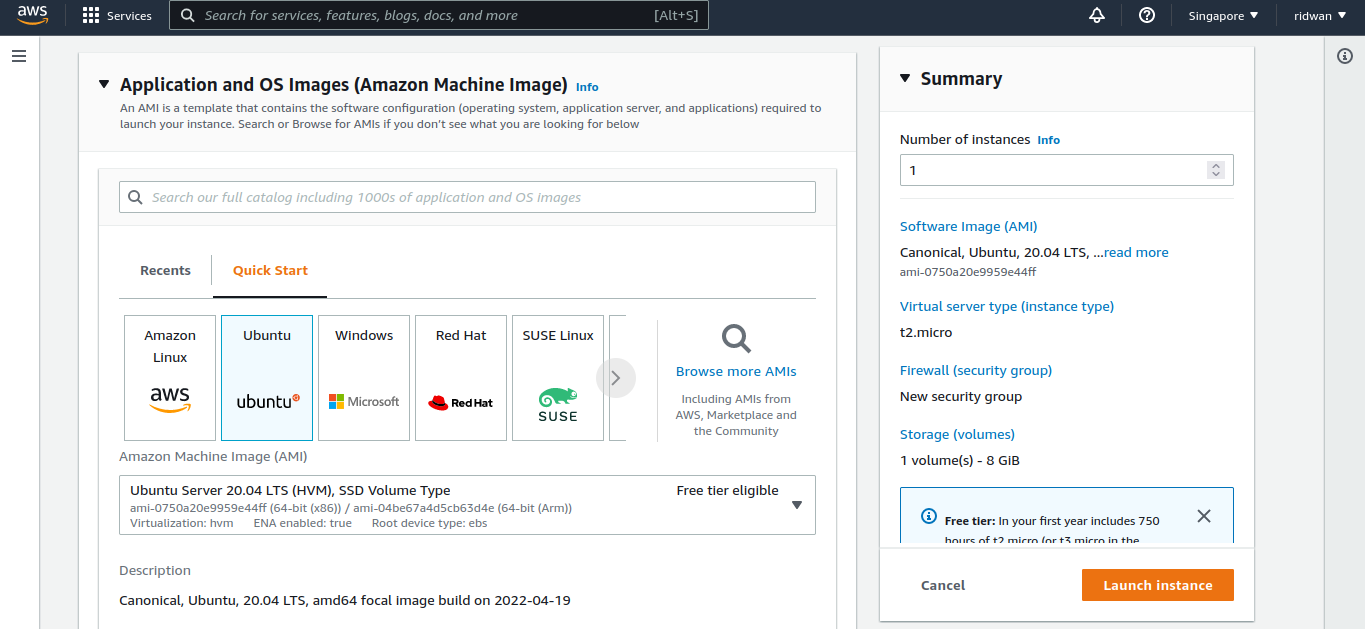 aws
Services
Search for services, features, blogs, docs, and more
[Alt+S]
Singapore
ridwan
Application and OS Images (Amazon Machine Image) Info
An AMI is a template that contains the software configuration (operating system, application server, and applications) required to
launch your instance. Search or Browse for AMIs if you don't see what you are looking for below
Search our full catalog including 1000s of application and OS images
Recents
Quick Start
Amazon
Linux
aws
Ubuntu
ubuntu
Windows
Microsoft
Red Hat
Red Hat
SUSE Linux
SUSE
Browse more AMIs
Including AMIs from
AWS, Marketplace and
the Community
Amazon Machine Image (AMI)
Ubuntu Server 20.04 LTS (HVM), SSD Volume Type
Free tier eligible
ami-0750a20e9959e44ff (64-bit (x86)) / ami-04be67a4d5cb63d4e (64-bit (Arm))
Virtualization: hvm ENA enabled: true Root device type: ebs
Description
Canonical, Ubuntu, 20.04 LTS, amd64 focal image build on 2022-04-19
Summary
Number of instances Info
1
Software Image (AMI)
Canonical, Ubuntu, 20.04 LTS, ...read more
ami-0750a20e9959e44ff
Virtual server type (instance type)
t2.micro
Firewall (security group)
New security group
Storage (volumes)
1 volume(s) - 8 GiB
Free tier: In your first year includes 750
hours of t2.micro (or t3.micro in the
Cancel
Launch instance